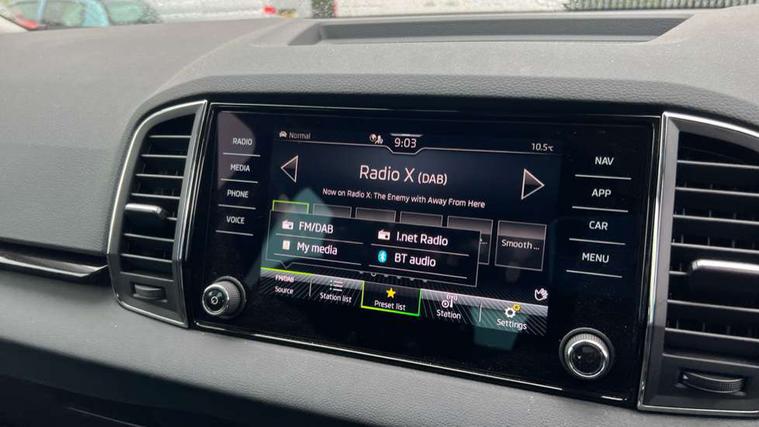 RADIO
MEDIA
PHONE
VOICE
Normal
9:03
10.5°C
Radio X (DAB)
Now on Radio X: The Enemy with Away From Here
FM/DAB
I.net Radio
My media
BT audio
Smooth ...
FM/DAB
Source
Station list
Preset list
Station
Settings
NAV
APP
CAR
MENU